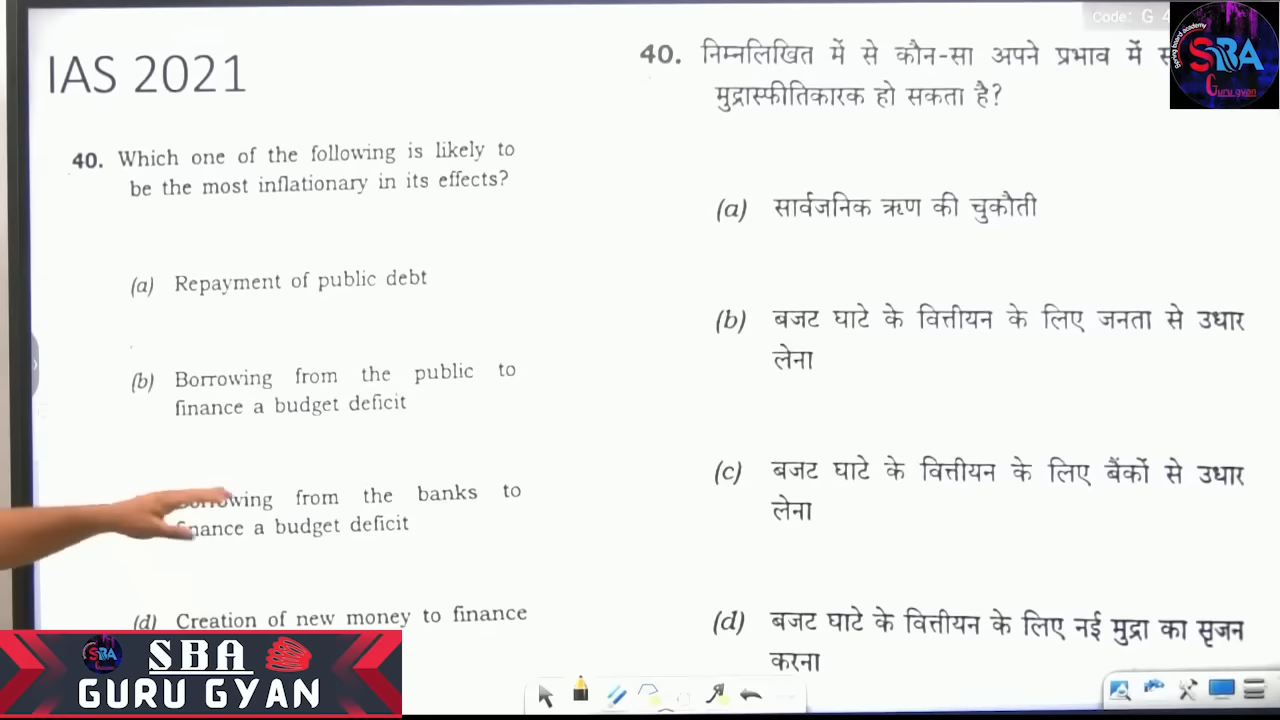 IAS 2021
40. Which one of the following is likely to
be the most inflationary in its effects?
(a) Repayment of public debt
(b) Borrowing from the public to
finance a budget deficit
from the banks to
a budget deficit
(d) Creation of new money to finance
Code: G
40. निम्नलिखित में से कौन-सा अपने प्रभाव में
मुद्रास्फीतिकारक हो सकता है?
(a) सार्वजनिक ऋण की चुकौती
(b) बजट घाटे के वित्तीयन के लिए जनता से उधार
लेना
(c) बजट घाटे के वित्तीयन के लिए बैंकों से उधार
लेना
(d) बजट घाटे के वित्तीयन के लिए नई मुद्रा का सृजन
करना
SBA
Guru gyan
SBA
SBA
GURU GYAN